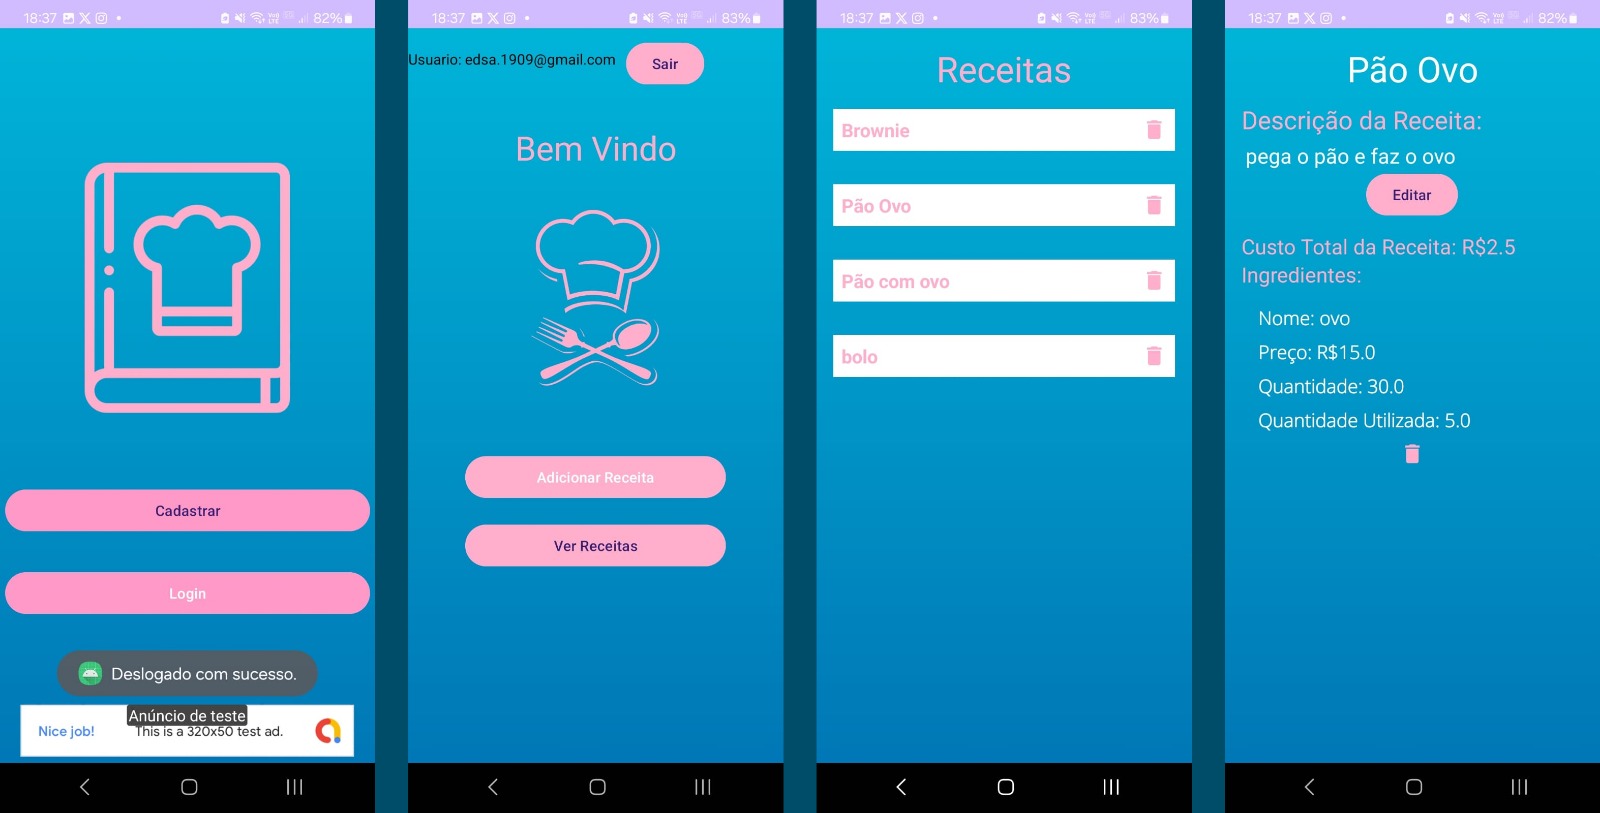 18:37
82%
Cadastrar
Login
Deslogado com sucesso.
Anúncio de teste
Nice job!
This is a 320x50 test ad.
18:37
Vo)) LTE
83%
Usuario: edsa.1909@gmail.com
Sair
Bem Vindo
Adicionar Receita
Ver Receitas
18:37
83%
Receitas
Brownie
Pão Ovo
Pão com ovo
bolo
18:37
82%
Pão Ovo
Descrição da Receita:
pega o pão e faz o ovo
Editar
Custo Total da Receita: R$2.5
Ingredientes:
Nome: ovo
Preço: R$15.0
Quantidade: 30.0
Quantidade Utilizada: 5.0